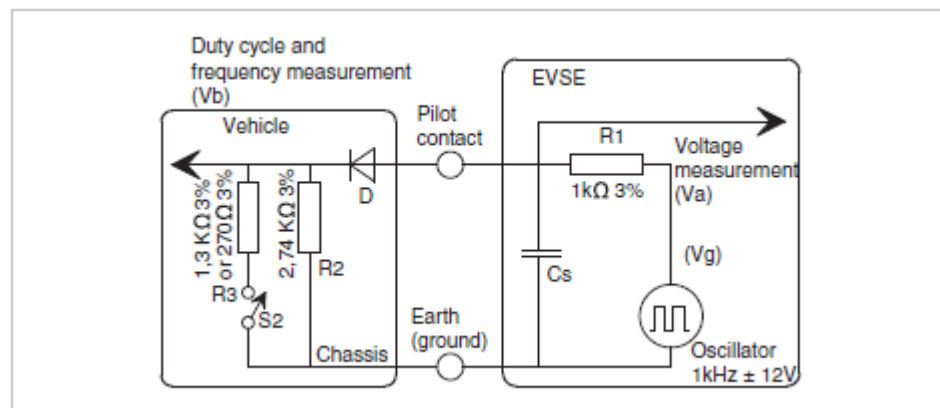 Duty cycle and
frequency measurement
(Vb)
Vehicle
Pilot
contact
EVSE
R1
1kΩ 3%
Voltage
measurement
(Va)
D
1,3 KΩ 3%
or 270Ω 3%
2,74 KΩ 3%
R2
R3
S2
Cs
(Vg)
Chassis
Earth
(ground)
Oscillator
1kHz ± 12V